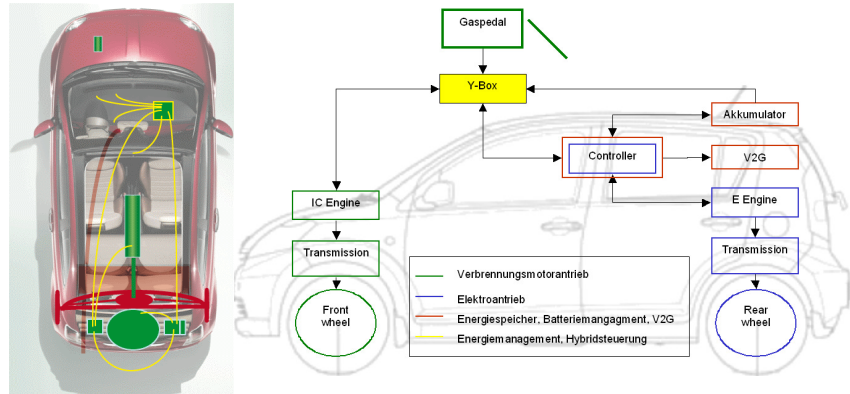 Gaspedal
Y-Box
Akkumulator
Controller
V2G
IC Engine
E Engine
Transmission
Transmission
Front
wheel
Rear
wheel
Verbrennungsmotorantrieb
Elektroantrieb
Energiespeicher, Batteriemangagment, V2G
Energiemanagement, Hybridsteuerung